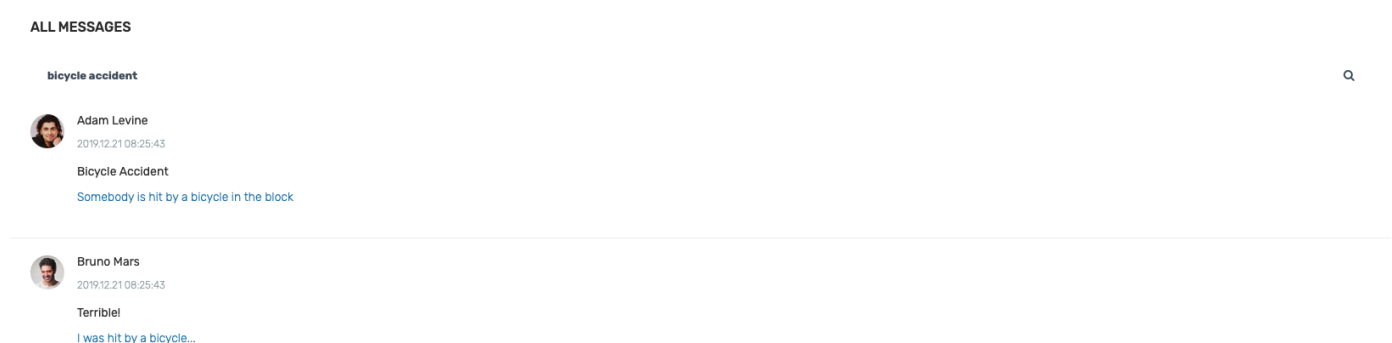 ALL MESSAGES
bicycle accident
Adam Levine
2019.12.21 08:25:43
Bicycle Accident
Somebody is hit by a bicycle in the block
Bruno Mars
2019.12.21 08:25:43
Terrible!
I was hit by a bicycle...